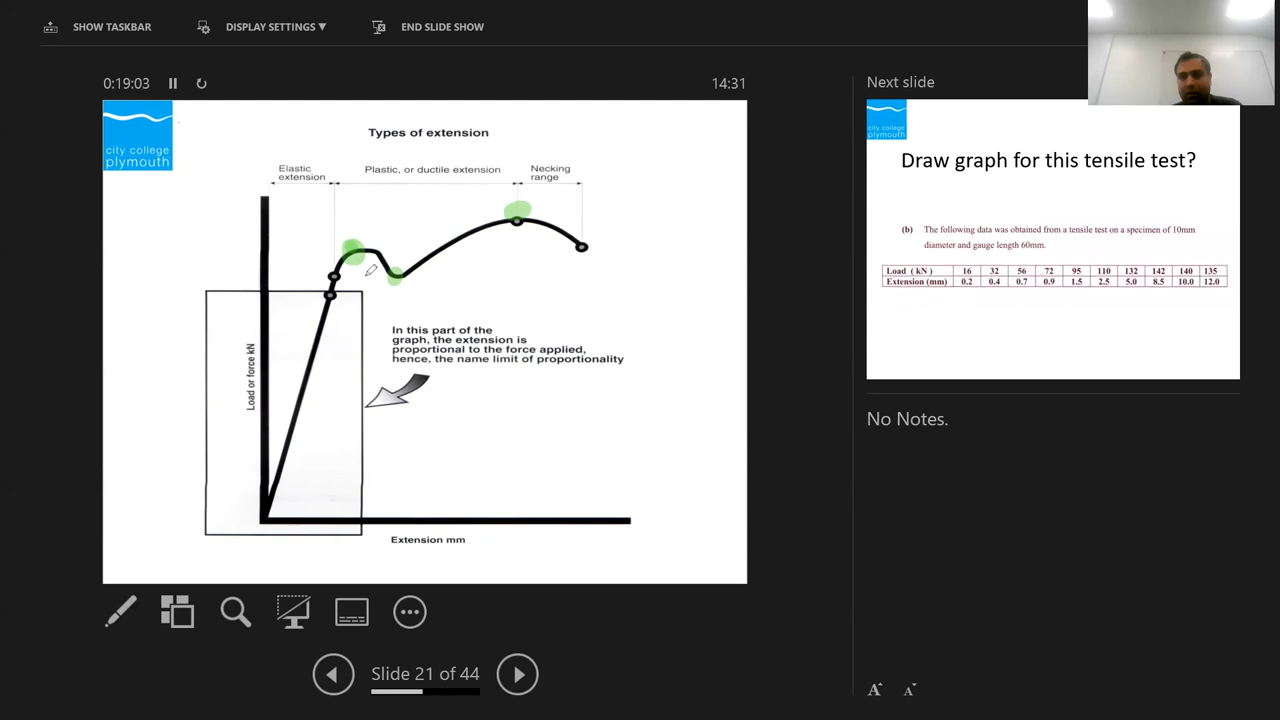 SHOW TASKBAR
DISPLAY SETTINGS ▼
END SLIDE SHOW
0:19:03
14:31
Next slide
city college
plymouth
Types of extension
Elastic
extension
Plastic, or ductile extension
Necking
range
In this part of the
graph, the extension is
proportional to the force applied,
hence, the name limit of proportionality
Load or force kN
Extension mm
city college
plymouth
Draw graph for this tensile test?
(b) The following data was obtained from a tensile test on a specimen of 10mm
diameter and gauge length 60mm.
Load ( kN ) 16 32 56 72 95 110 132 142 140 135
Extension (mm) 0.2 0.4 0.7 0.9 1.5 2.5 5.0 8.5 10.0 12.0
No Notes.
Slide 21 of 44
A A